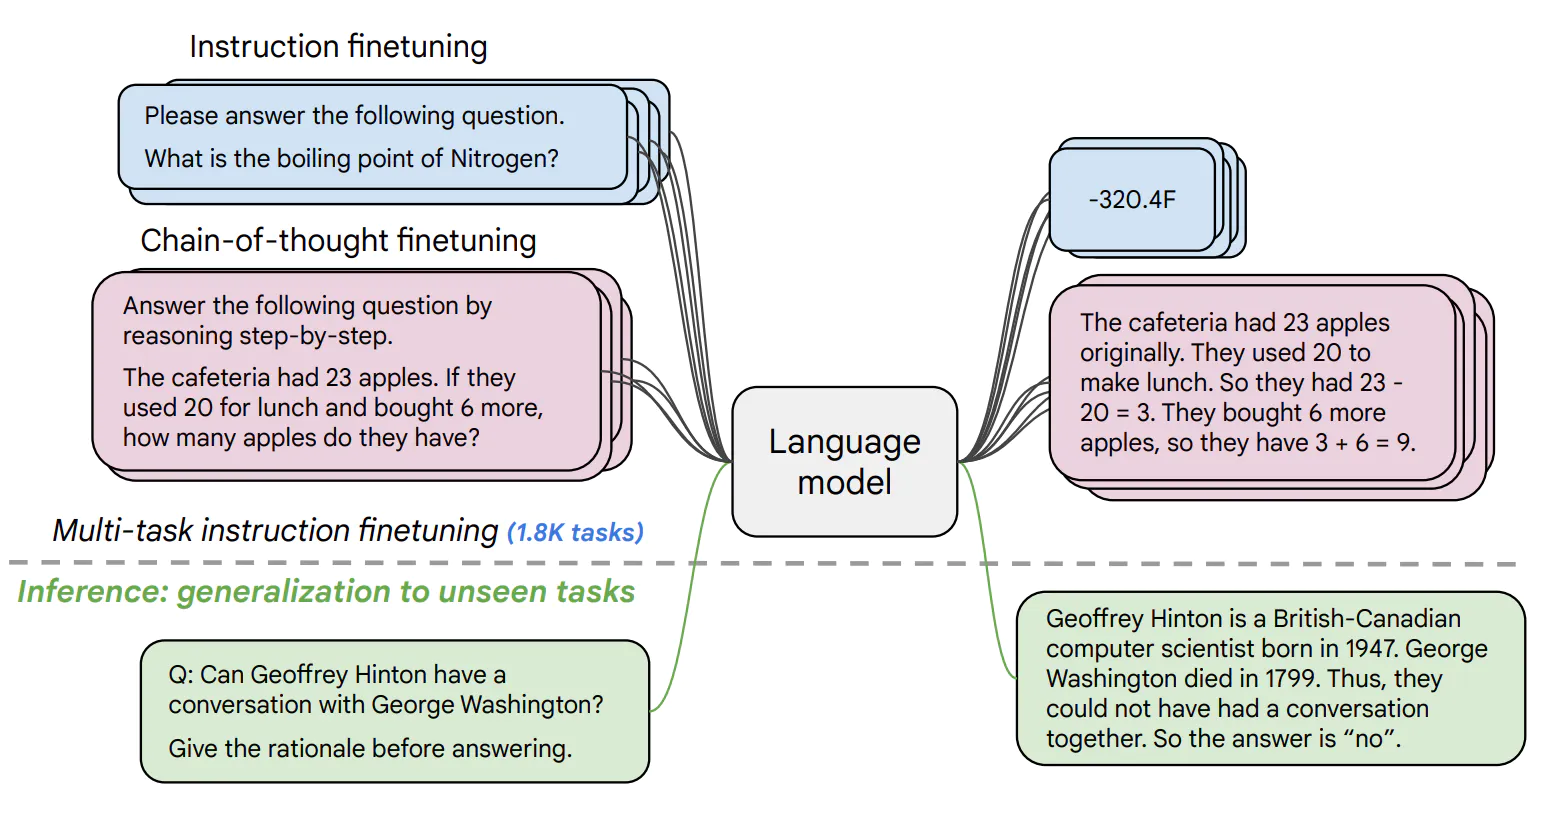 Instruction finetuning
Please answer the following question.
What is the boiling point of Nitrogen?
Chain-of-thought finetuning
Answer the following question by
reasoning step-by-step.
The cafeteria had 23 apples. If they
used 20 for lunch and bought 6 more,
how many apples do they have?
Multi-task instruction finetuning (1.8K tasks)
Inference: generalization to unseen tasks
Q: Can Geoffrey Hinton have a
conversation with George Washington?
Give the rationale before answering.
Language
model
-320.4F
The cafeteria had 23 apples
originally. They used 20 to
make lunch. So they had 23 -
20 = 3. They bought 6 more
apples, so they have 3 + 6 = 9.
Geoffrey Hinton is a British-Canadian
computer scientist born in 1947. George
Washington died in 1799. Thus, they
could not have had a conversation
together. So the answer is “no”.